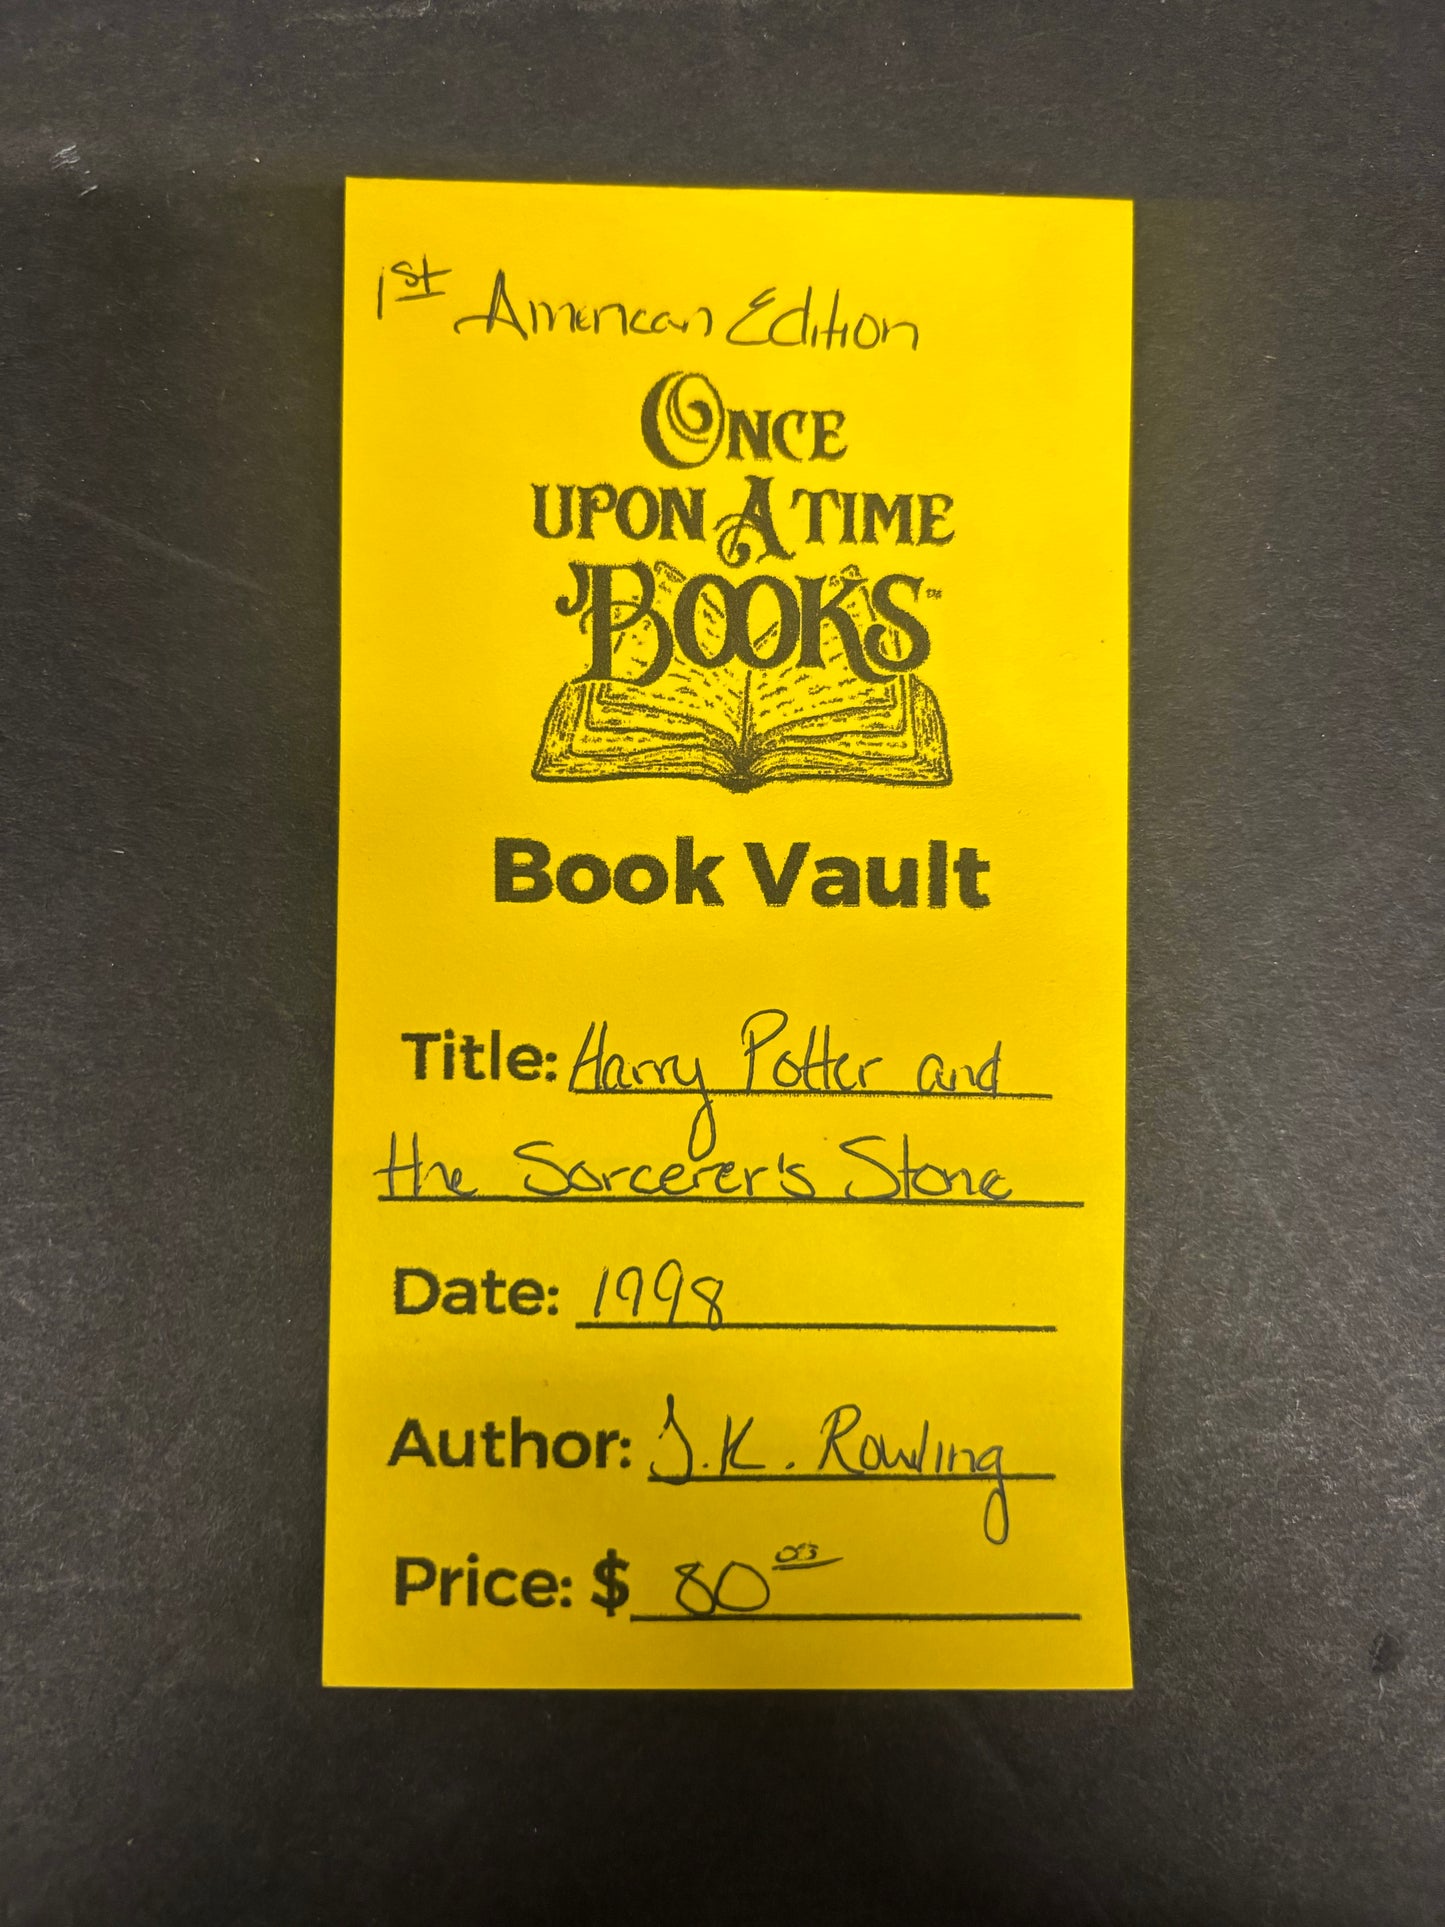 1st American Edition
ONCE
UPON A TIME
BOOKS™
Book Vault
Title: Harry Potter and
the Sorcerer's Stone
Date: 1998
Author: J.K. Rowling
Price: $ 80 00